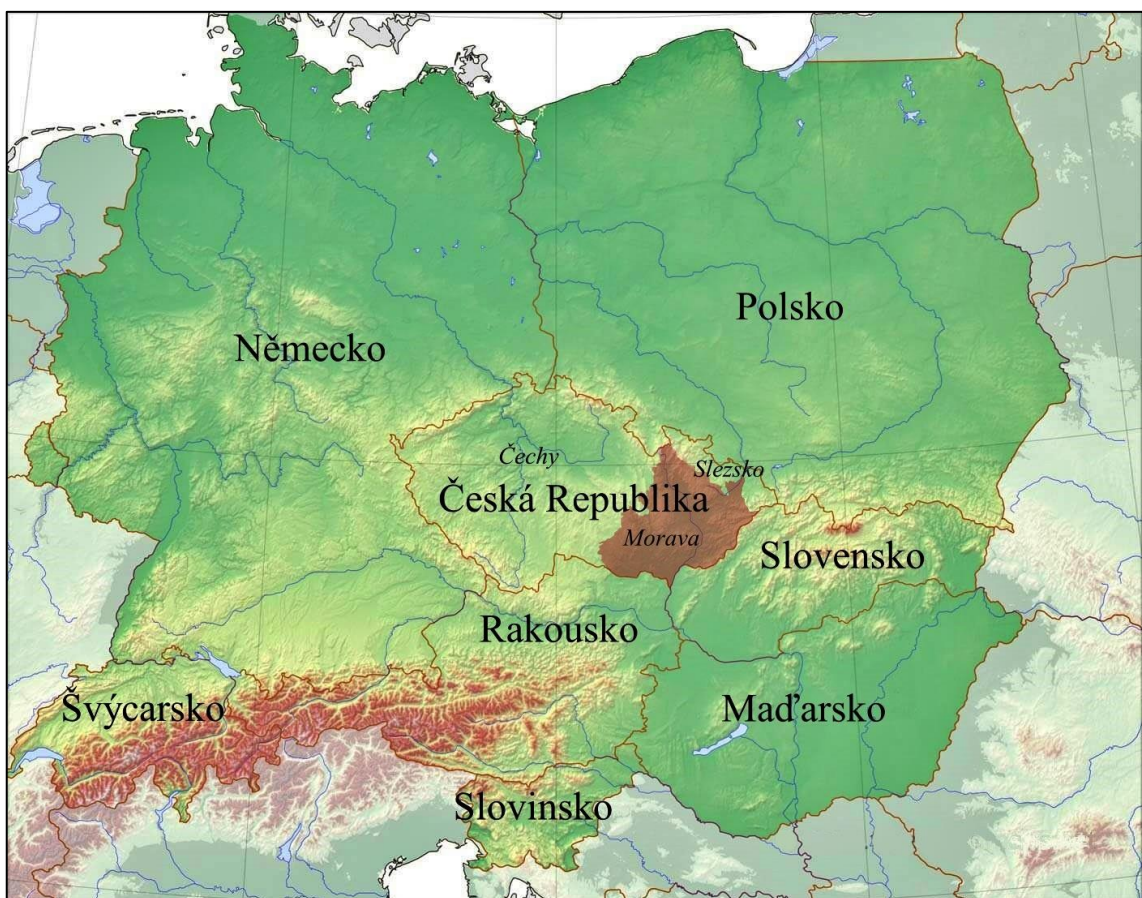 Polsko
Německo
Čechy
Slezsko
Česká Republika
Morava
Slovensko
Rakousko
Švýcarsko
Maďarsko
Slovinsko